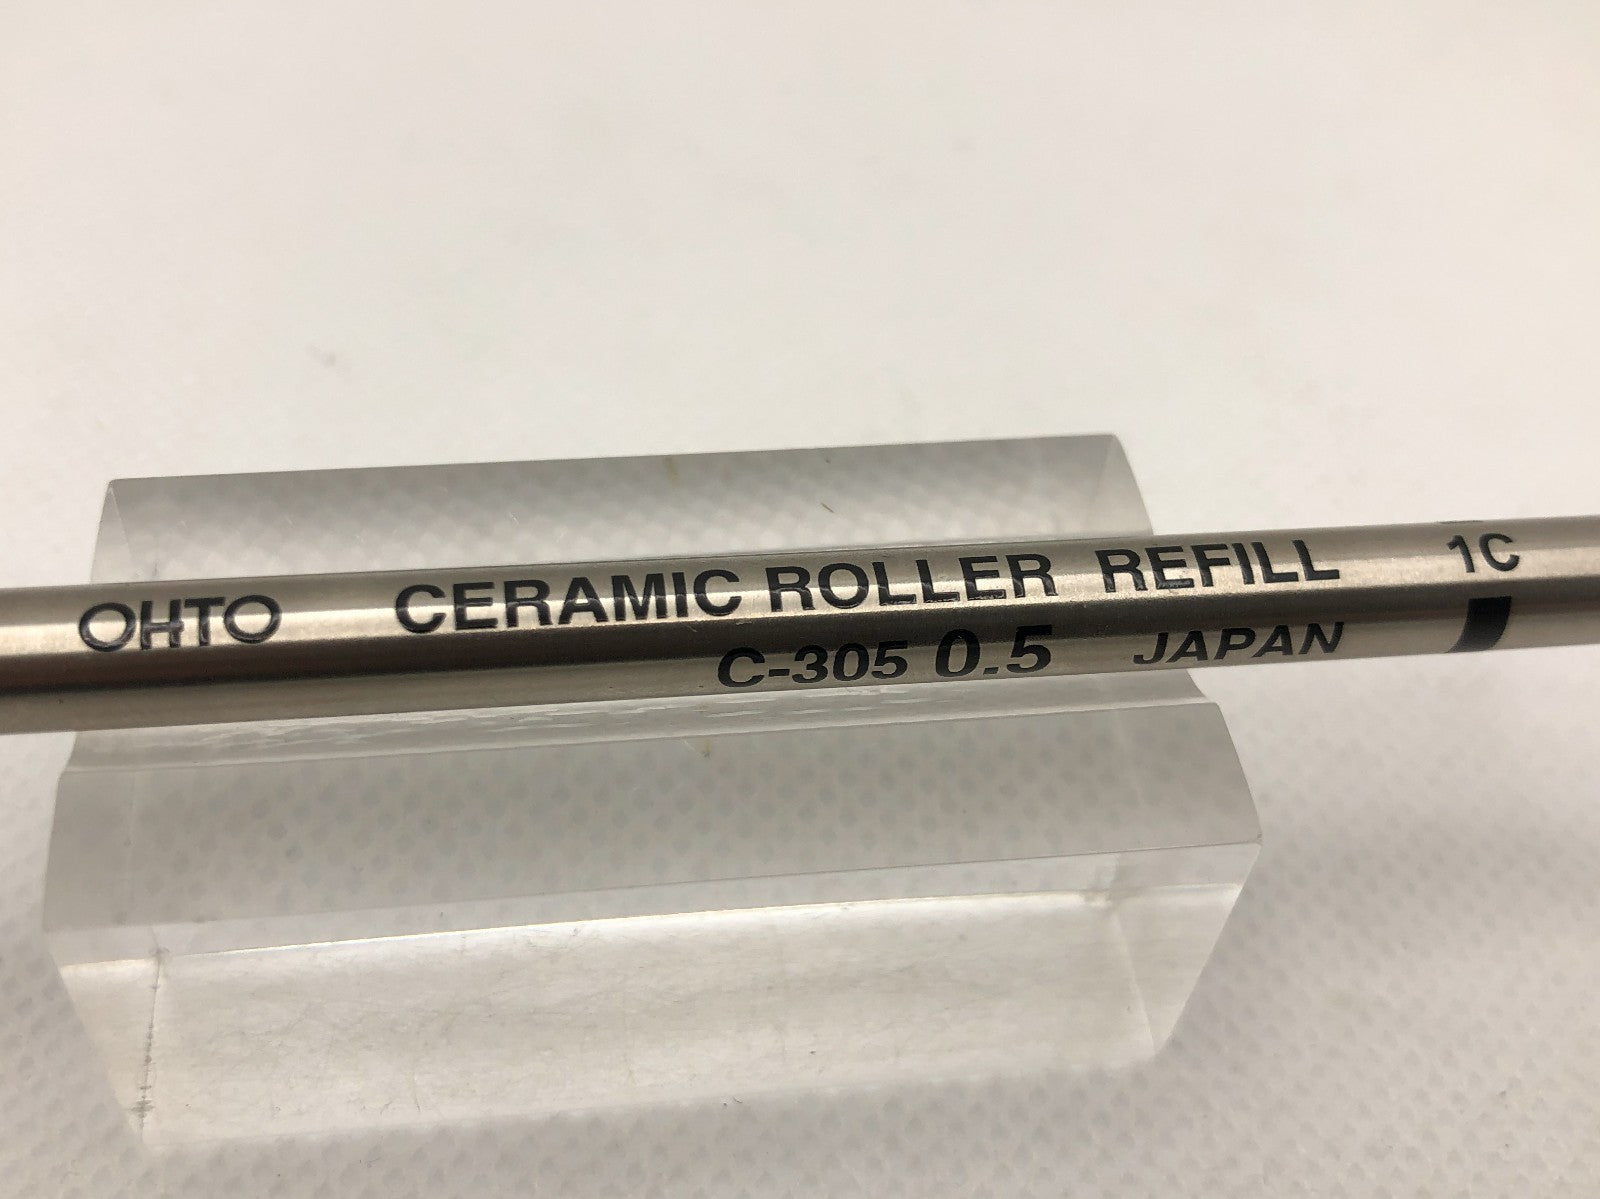 OHTO CERAMIC ROLLER REFILL 1C
C-305 0.5 JAPAN